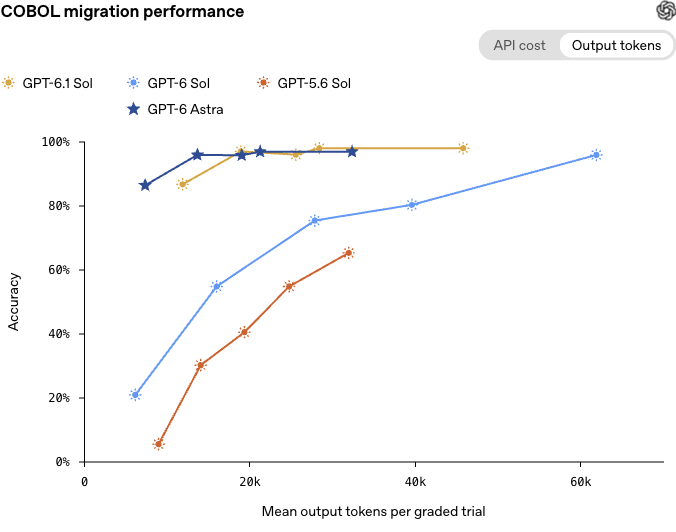 COBOL migration performance
API cost
Output tokens
GPT-6.1 Sol
GPT-6 Sol
GPT-5.6 Sol
GPT-6 Astra
100%
80%
60%
40%
20%
0%
Accuracy
0
20k
40k
60k
Mean output tokens per graded trial